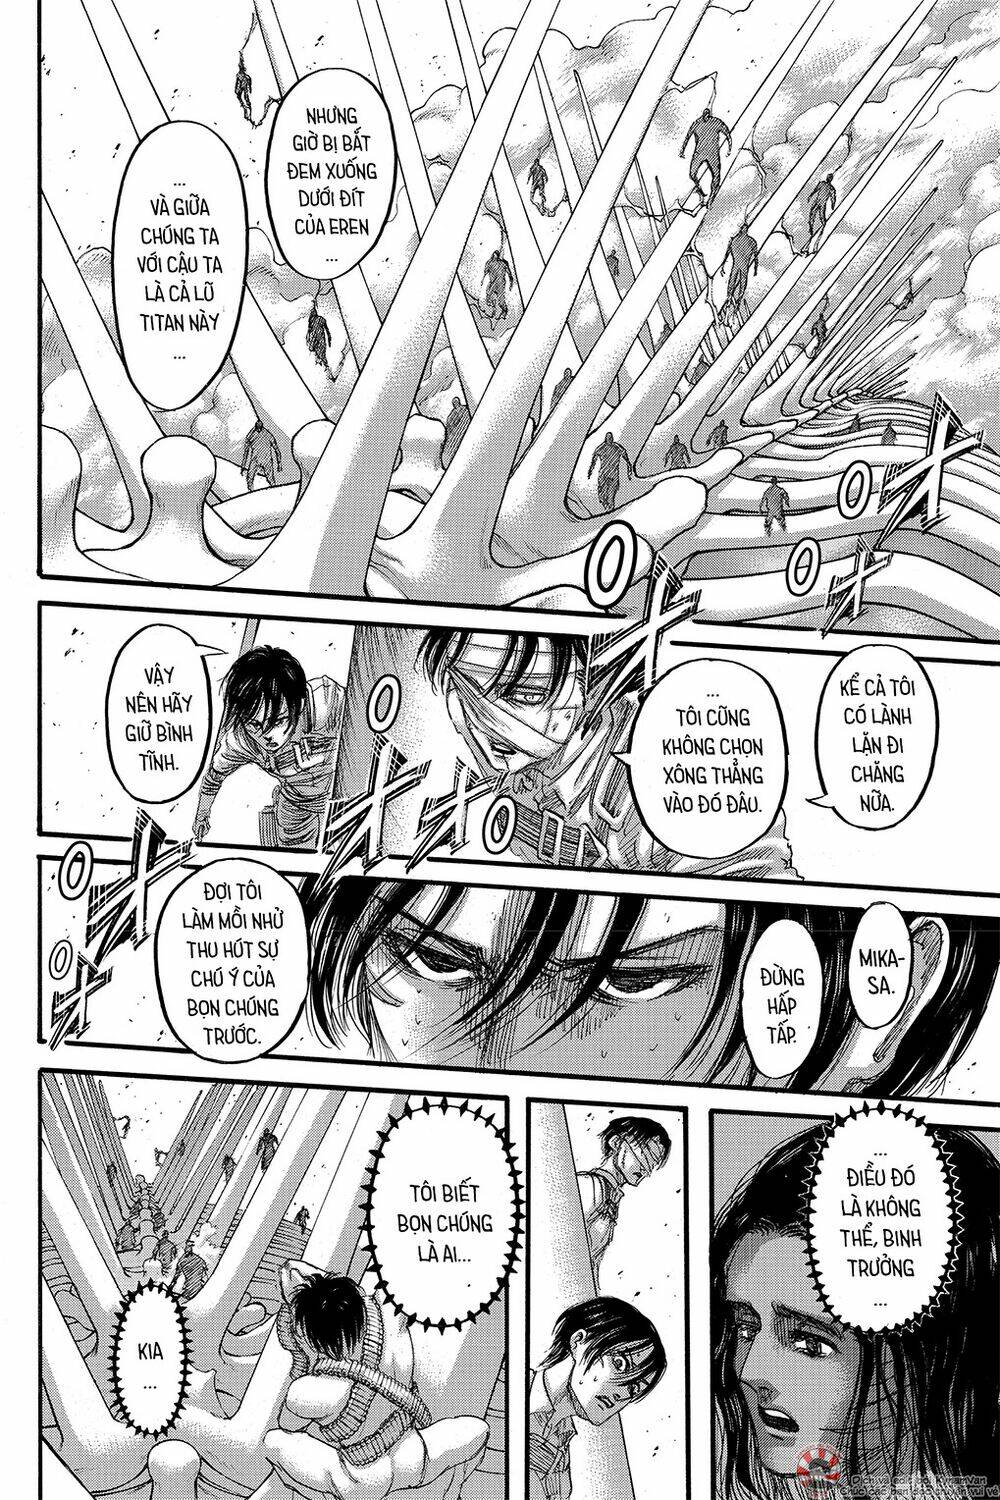 NHƯNG
GIỜ BỊ BẮT
ĐEM XUỐNG
DƯỚI ĐÍT
CỦA EREN
...
...
VÀ GIỮA
CHÚNG TA
VỚI CẬU TA
LÀ CẢ LŨ
TITAN NÀY
...
KỂ CẢ TÔI
CÓ LÀNH
LẶN ĐI
CHĂNG
NỮA.
...
TÔI CŨNG
KHÔNG CHỌN
XÔNG THẲNG
VÀO ĐÓ ĐÂU.
VẬY
NÊN HÃY
GIỮ BÌNH
TĨNH.
MIKA-
SA.
ĐỪNG
HẤP
TẤP.
ĐỢI TÔI
LÀM MỒI NHỬ
THU HÚT SỰ
CHÚ Ý CỦA
BỌN CHÚNG
TRƯỚC.
...
ĐIỀU ĐÓ
LÀ KHÔNG
THỂ, BINH
TRƯỞNG
...
TÔI BIẾT
BỌN CHÚNG
LÀ AI...
KIA
...